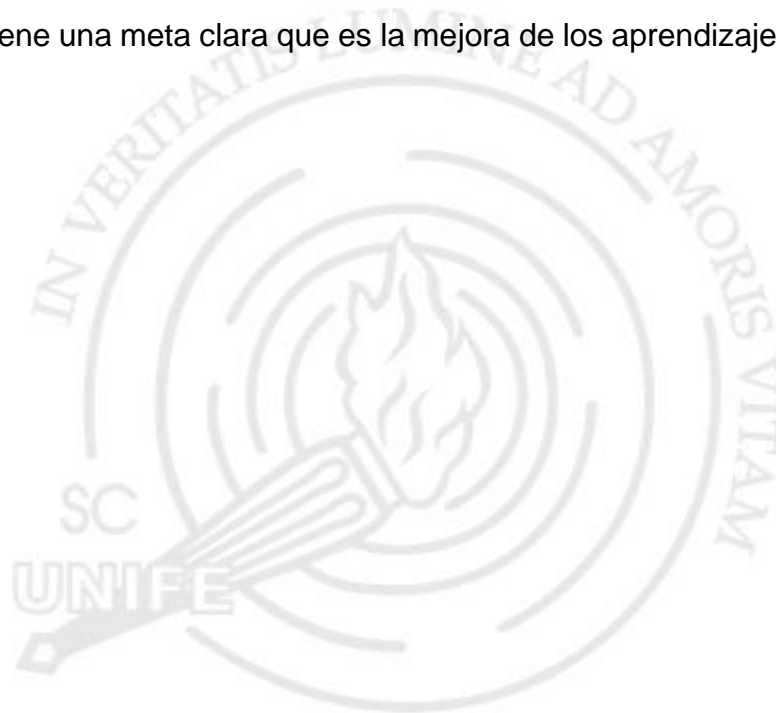 ene una meta clara que es la mejora de los aprendizaje
IN VERITATIS LUMINE AD AMORIS VITAM
SC
UNIFE